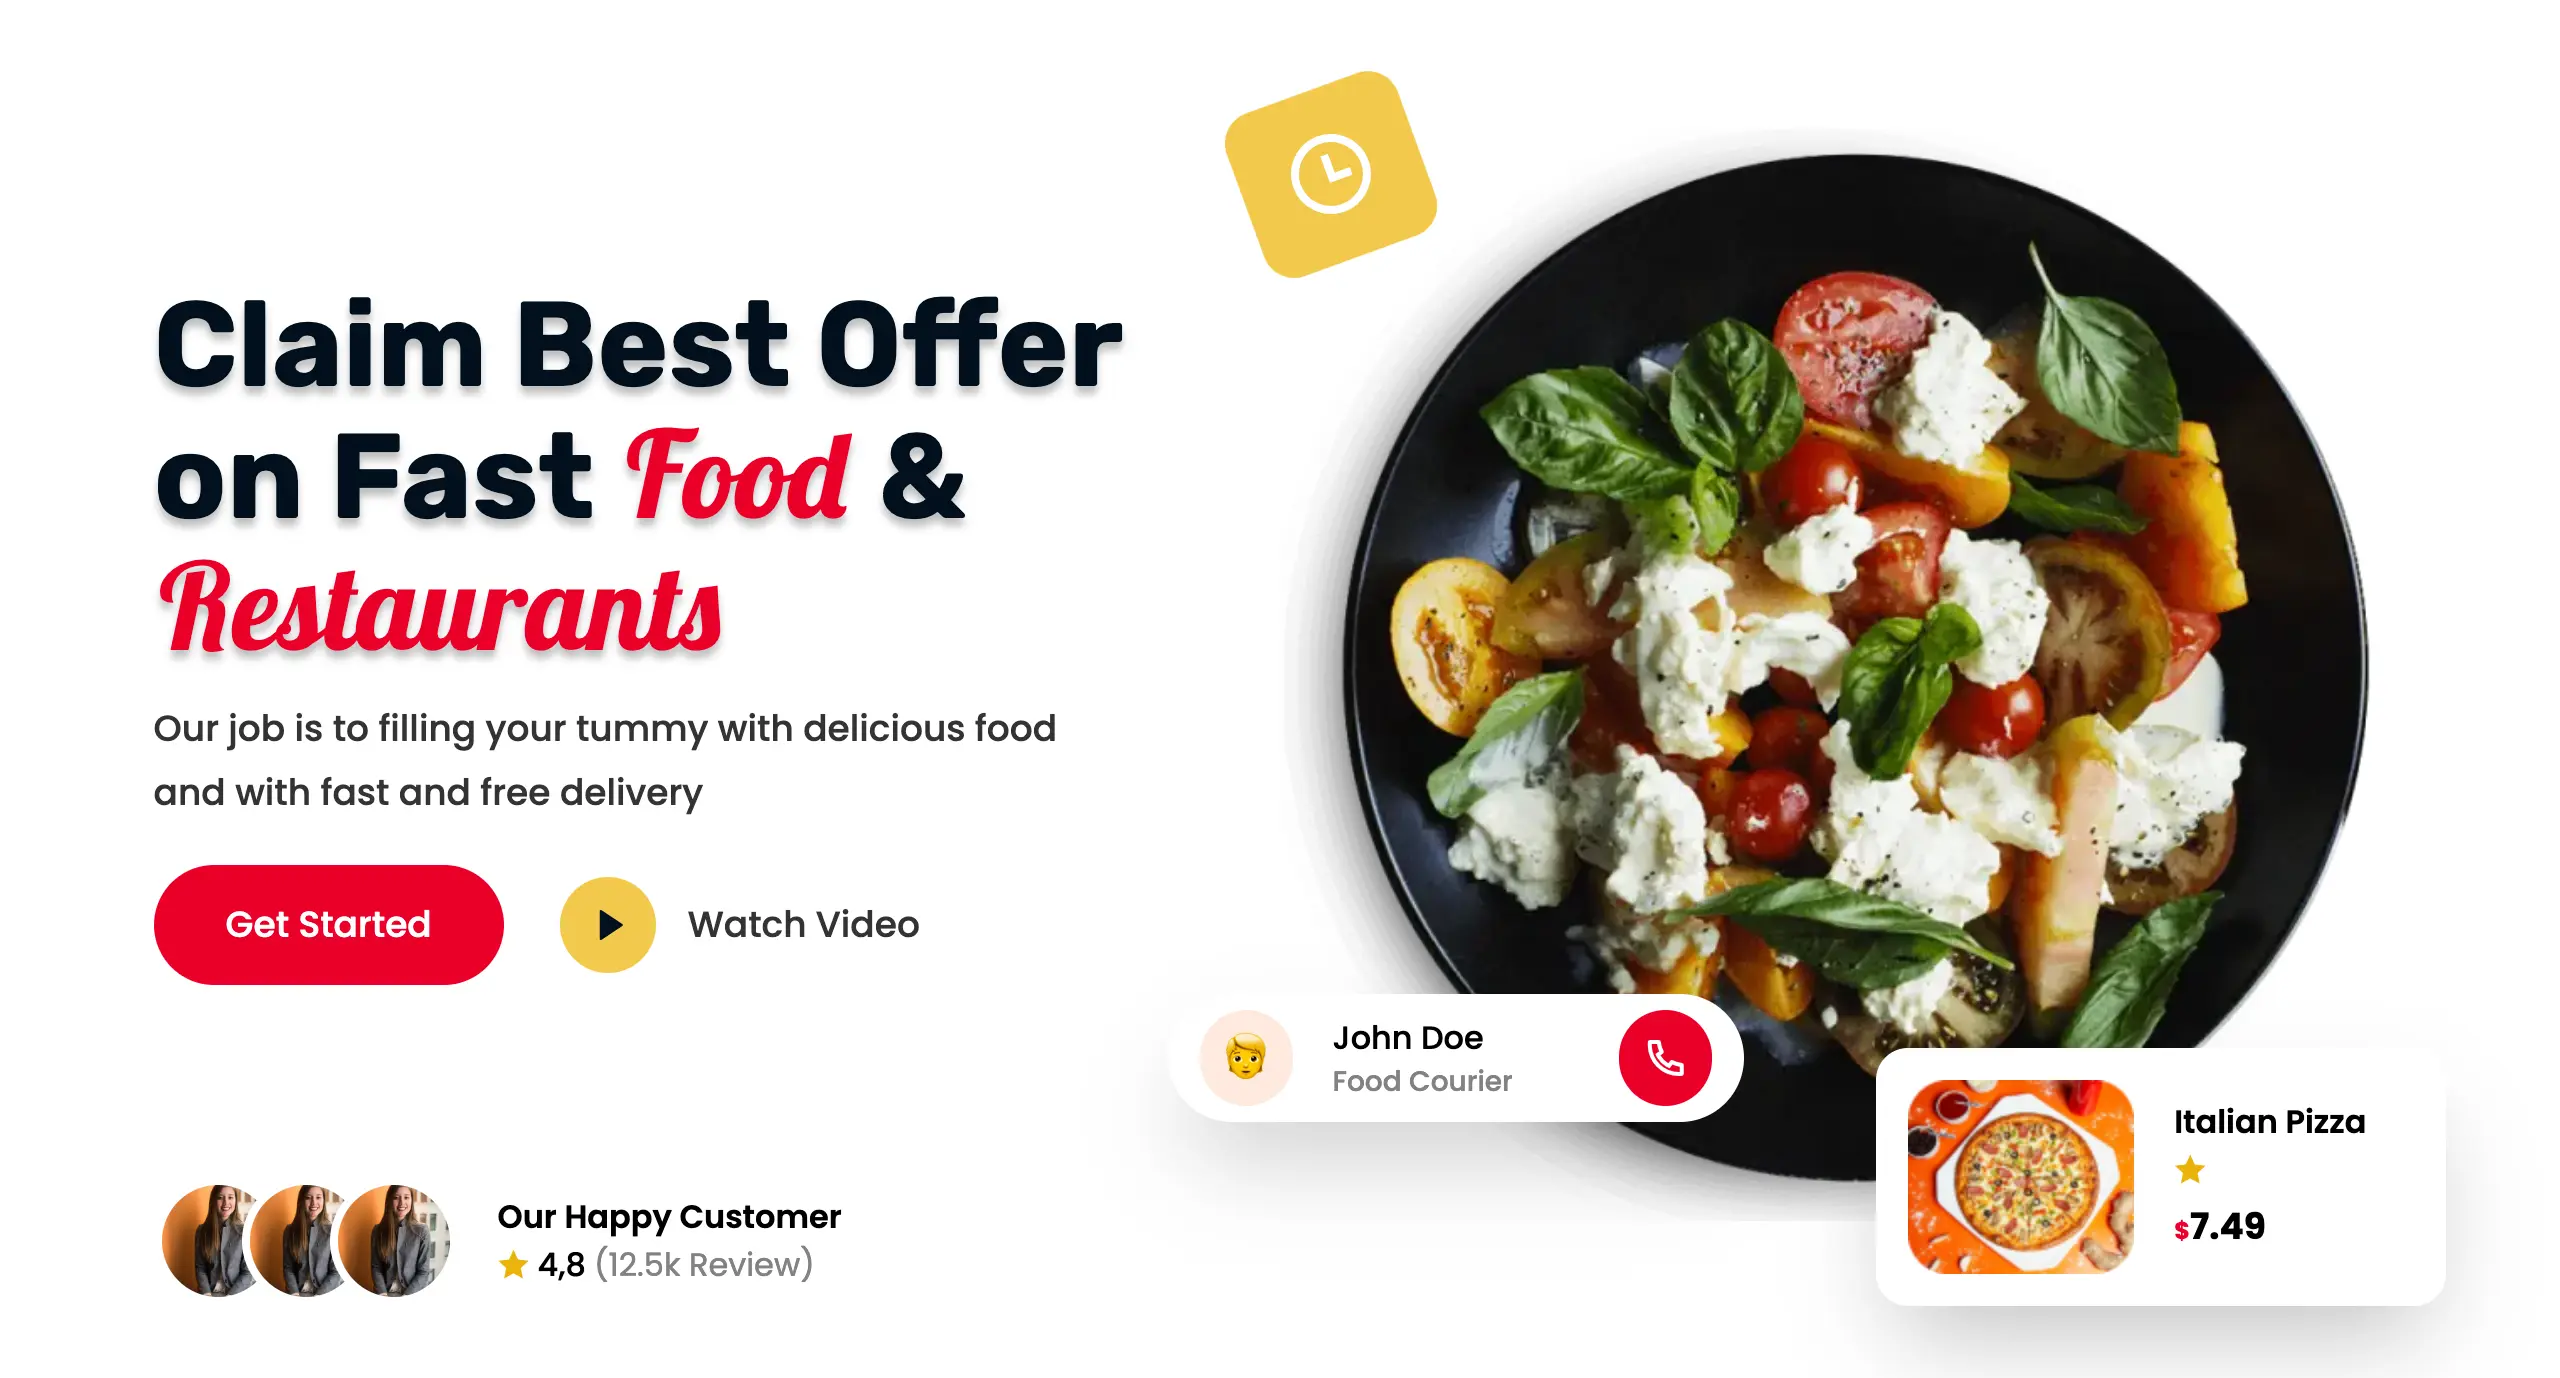 Claim Best Offer
on Fast Food &
Restaurants
Our job is to filling your tummy with delicious food
and with fast and free delivery
Get Started
Watch Video
Our Happy Customer
4,8 (12.5k Review)
John Doe
Food Courier
Italian Pizza
$7.49